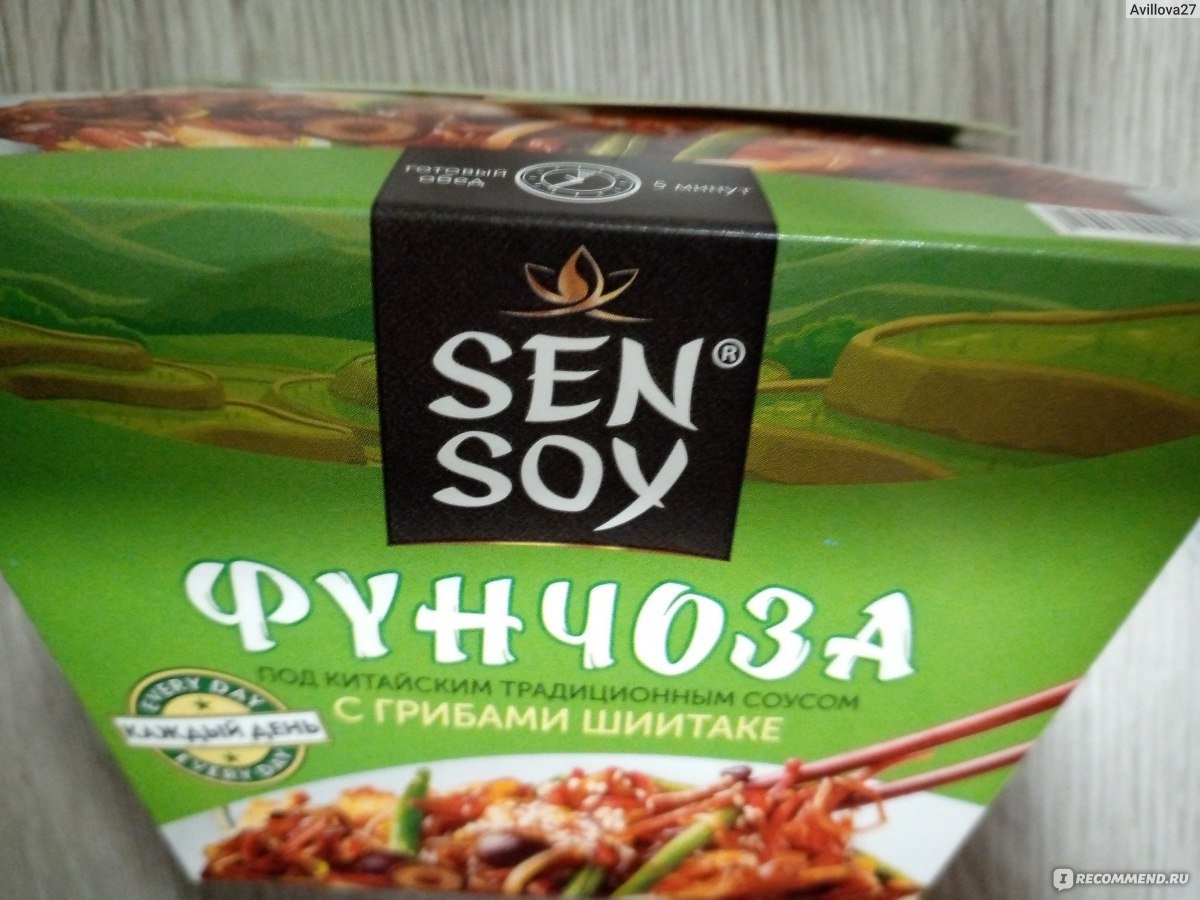 Avillova27
ГОТОВЫЙ
ОБЕД
5 МИНУТ
SEN®
SOY
ФУНЧОЗА
ПОД КИТАЙСКИМ ТРАДИЦИОННЫМ СОУСОМ
С ГРИБАМИ ШИИТАКЕ
EVERY DAY
КАЖДЫЙ ДЕНЬ
EVERY DAY
IRECOMMEND.RU